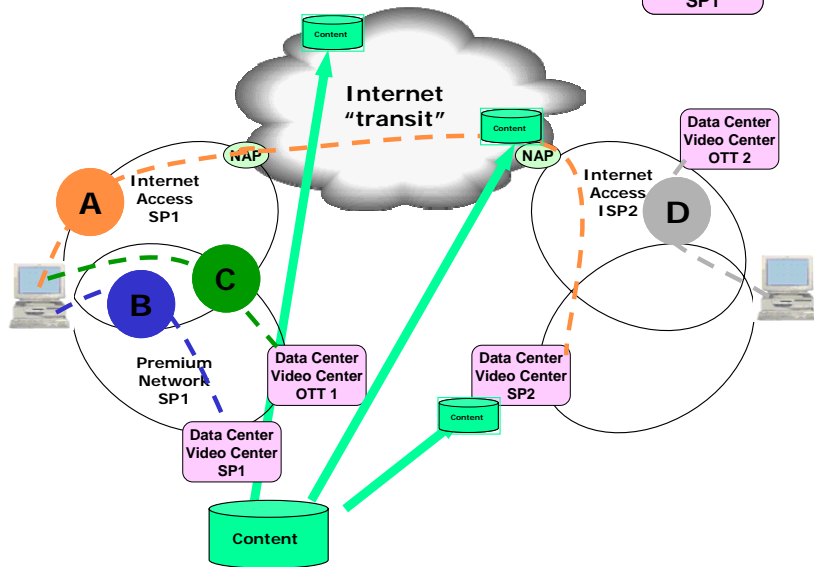 SP1
Content
Internet
“transit”
Content
Data Center
Video Center
OTT 2
NAP
NAP
Internet
Access
SP1
A
Internet
Access
ISP2
D
C
B
Premium
Network
SP1
Data Center
Video Center
OTT 1
Data Center
Video Center
SP2
Content
Data Center
Video Center
SP1
Content